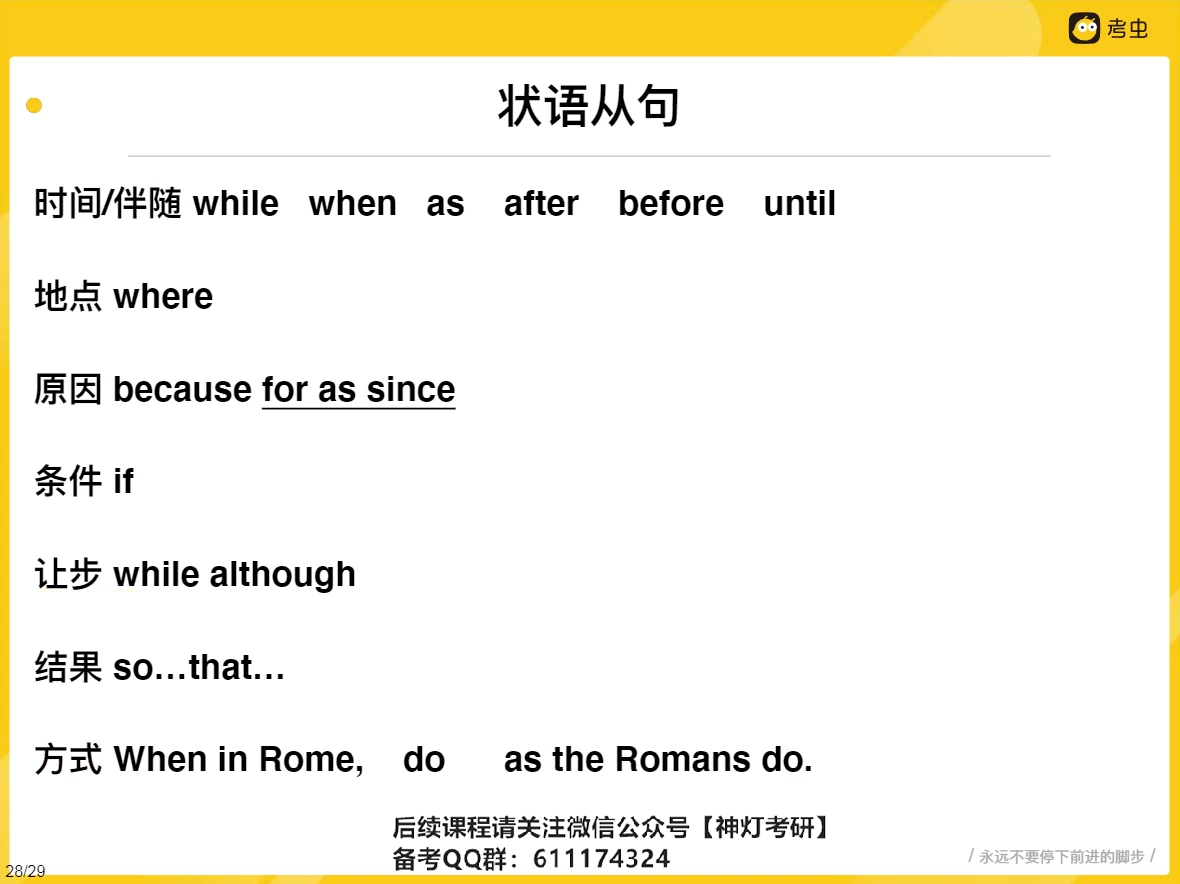 考虫
状语从句
时间/伴随 while when as after before until
地点 where
原因 because for as since
条件 if
让步 while although
结果 so…that…
方式 When in Rome, do as the Romans do.
后续课程请关注微信公众号【神灯考研】
备考QQ群：611174324
/ 永远不要停下前进的脚步 /
28/29